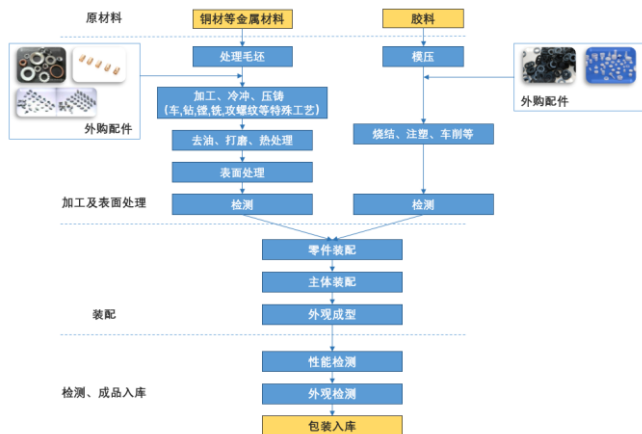 原材料
铜材等金属材料
胶料
处理毛坯
模压
外购配件
外购配件
加工、冷冲、压铸
(车,钻,镗,铣,攻螺纹等特殊工艺)
去油、打磨、热处理
烧结、注塑、车削等
表面处理
加工及表面处理
检测
检测
零件装配
主体装配
装配
外观成型
性能检测
检测、成品入库
外观检测
包装入库